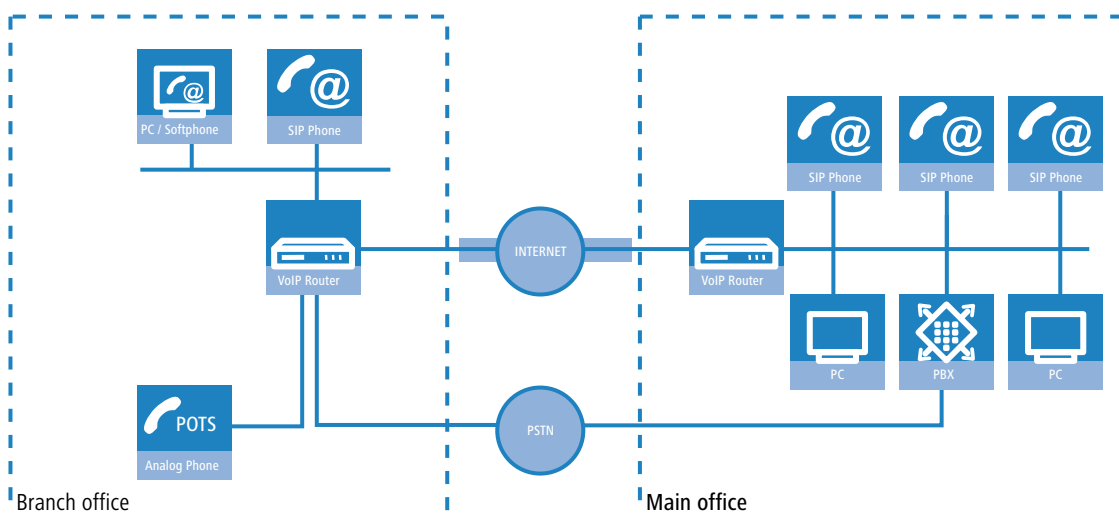 @
PC / Softphone
@
SIP Phone
@
SIP Phone
@
SIP Phone
@
SIP Phone
VoIP Router
INTERNET
VoIP Router
PC
PBX
PC
POTS
Analog Phone
PSTN
Branch office
Main office